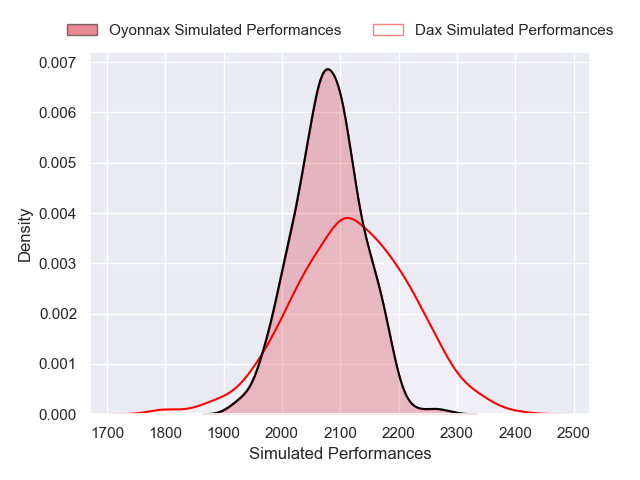 Oyonnax Simulated Performances
Dax Simulated Performances
0.007
0.006
0.005
0.004
0.003
0.002
0.001
0.000
Density
1700 1800 1900 2000 2100 2200 2300 2400 2500
Simulated Performances